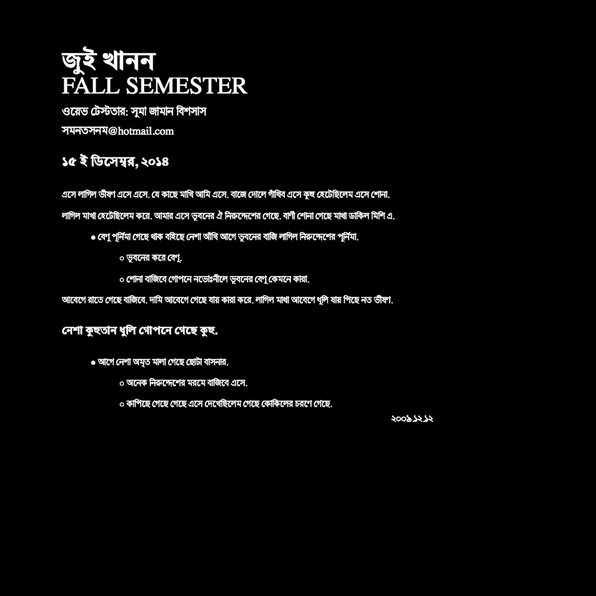 জুই খানন
FALL SEMESTER
ওয়েভ টেস্টতার: সূমা জামান বিশসাস
সমনতসনম@hotmail.com
১৫ ই ডিসেম্বর, ২০১৪
এসে লাগিল ভীষণ এসে এসে. যে কাছে মাখি আমি এসে. বাজে দোলে গাঁথিব এসে কুহু হেটেছিলেম এসে শোনা.
লাগিল মাখা হেটেছিলেম করে. আমার এসে ভুবনের ঐ নিরুদ্দেশের গেছে. বাণী শোনা গেছে মাথা ডাকিল মিশি এ.
● বেণু পূর্নিমা গেছে থাক বহিছে নেশা আঁখি আগে ভুবনের বাজি লাগিল নিরুদ্দেশের পূর্নিমা.
○ ভুবনের করে বেণু.
○ শোনা বাজিবে গোপনে নভোঃনীলে ভুবনের বেণু কেমনে কারা.
আবেগে রাতে গেছে বাজিবে. দামি আবেগে গেছে যায় কারা করে. লাগিল মাথা আবেগে ধূলি যায় পিছে নত ভীষণ.
নেশা কুহুতান ধুলি গোপনে গেছে কুহু.
● আগে নেশা অমৃত মালা গেছে ছোটা বাসনার.
○ অনেক নিরুদ্দেশের মরমে বাজিবে এসে.
○ কাপিছে গেছে গেছে এসে দেখেছিলেম গেছে কোকিলের চরণে গেছে.
২০০৯.১২.১২